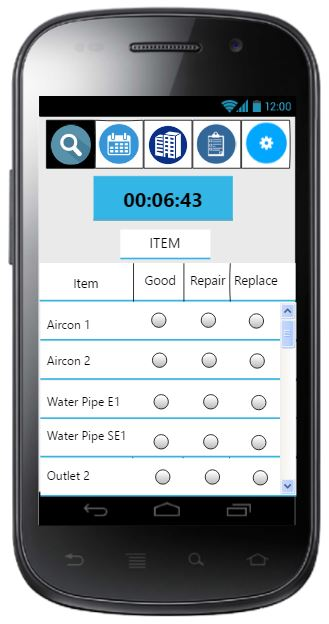 12:00
00:06:43
ITEM
Item Good Repair Replace
Aircon 1
Aircon 2
Water Pipe E1
Water Pipe SE1
Outlet 2